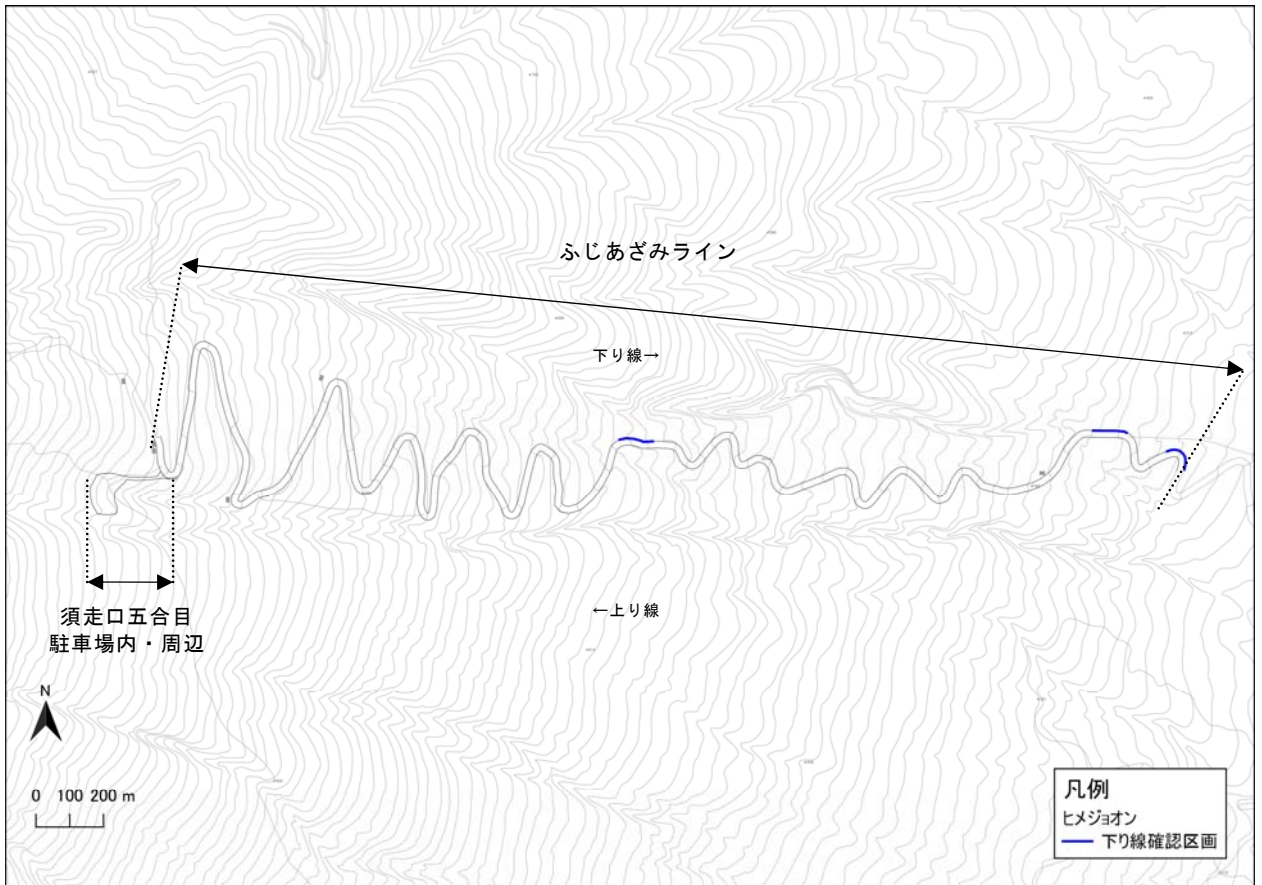 ふじあざみライン
下り線→
←上り線
須走口五合目
駐車場内・周辺
N
0 100 200 m
凡例
ヒメジョオン
下り線確認区画